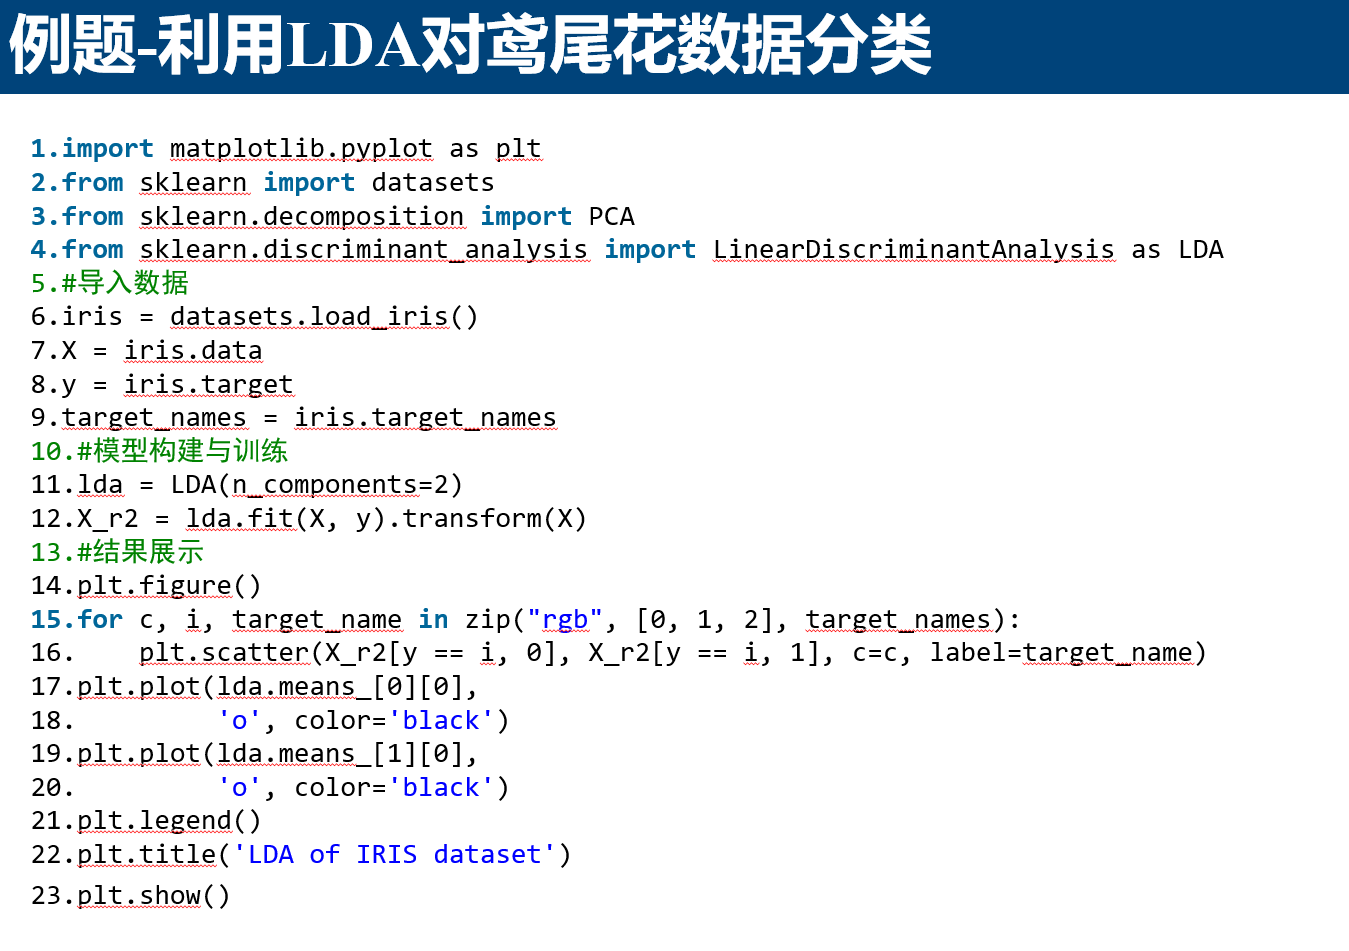 例题-利用LDA对鸢尾花数据分类
1.import matplotlib.pyplot as plt
2.from sklearn import datasets
3.from sklearn.decomposition import PCA
4.from sklearn.discriminant_analysis import LinearDiscriminantAnalysis as LDA
5.#导入数据
6.iris = datasets.load_iris()
7.X = iris.data
8.y = iris.target
9.target_names = iris.target_names
10.#模型构建与训练
11.lda = LDA(n_components=2)
12.X_r2 = lda.fit(X, y).transform(X)
13.#结果展示
14.plt.figure()
15.for c, i, target_name in zip("rgb", [0, 1, 2], target_names):
16.    plt.scatter(X_r2[y == i, 0], X_r2[y == i, 1], c=c, label=target_name)
17.plt.plot(lda.means_[0][0],
18.         'o', color='black')
19.plt.plot(lda.means_[1][0],
20.         'o', color='black')
21.plt.legend()
22.plt.title('LDA of IRIS dataset')
23.plt.show()